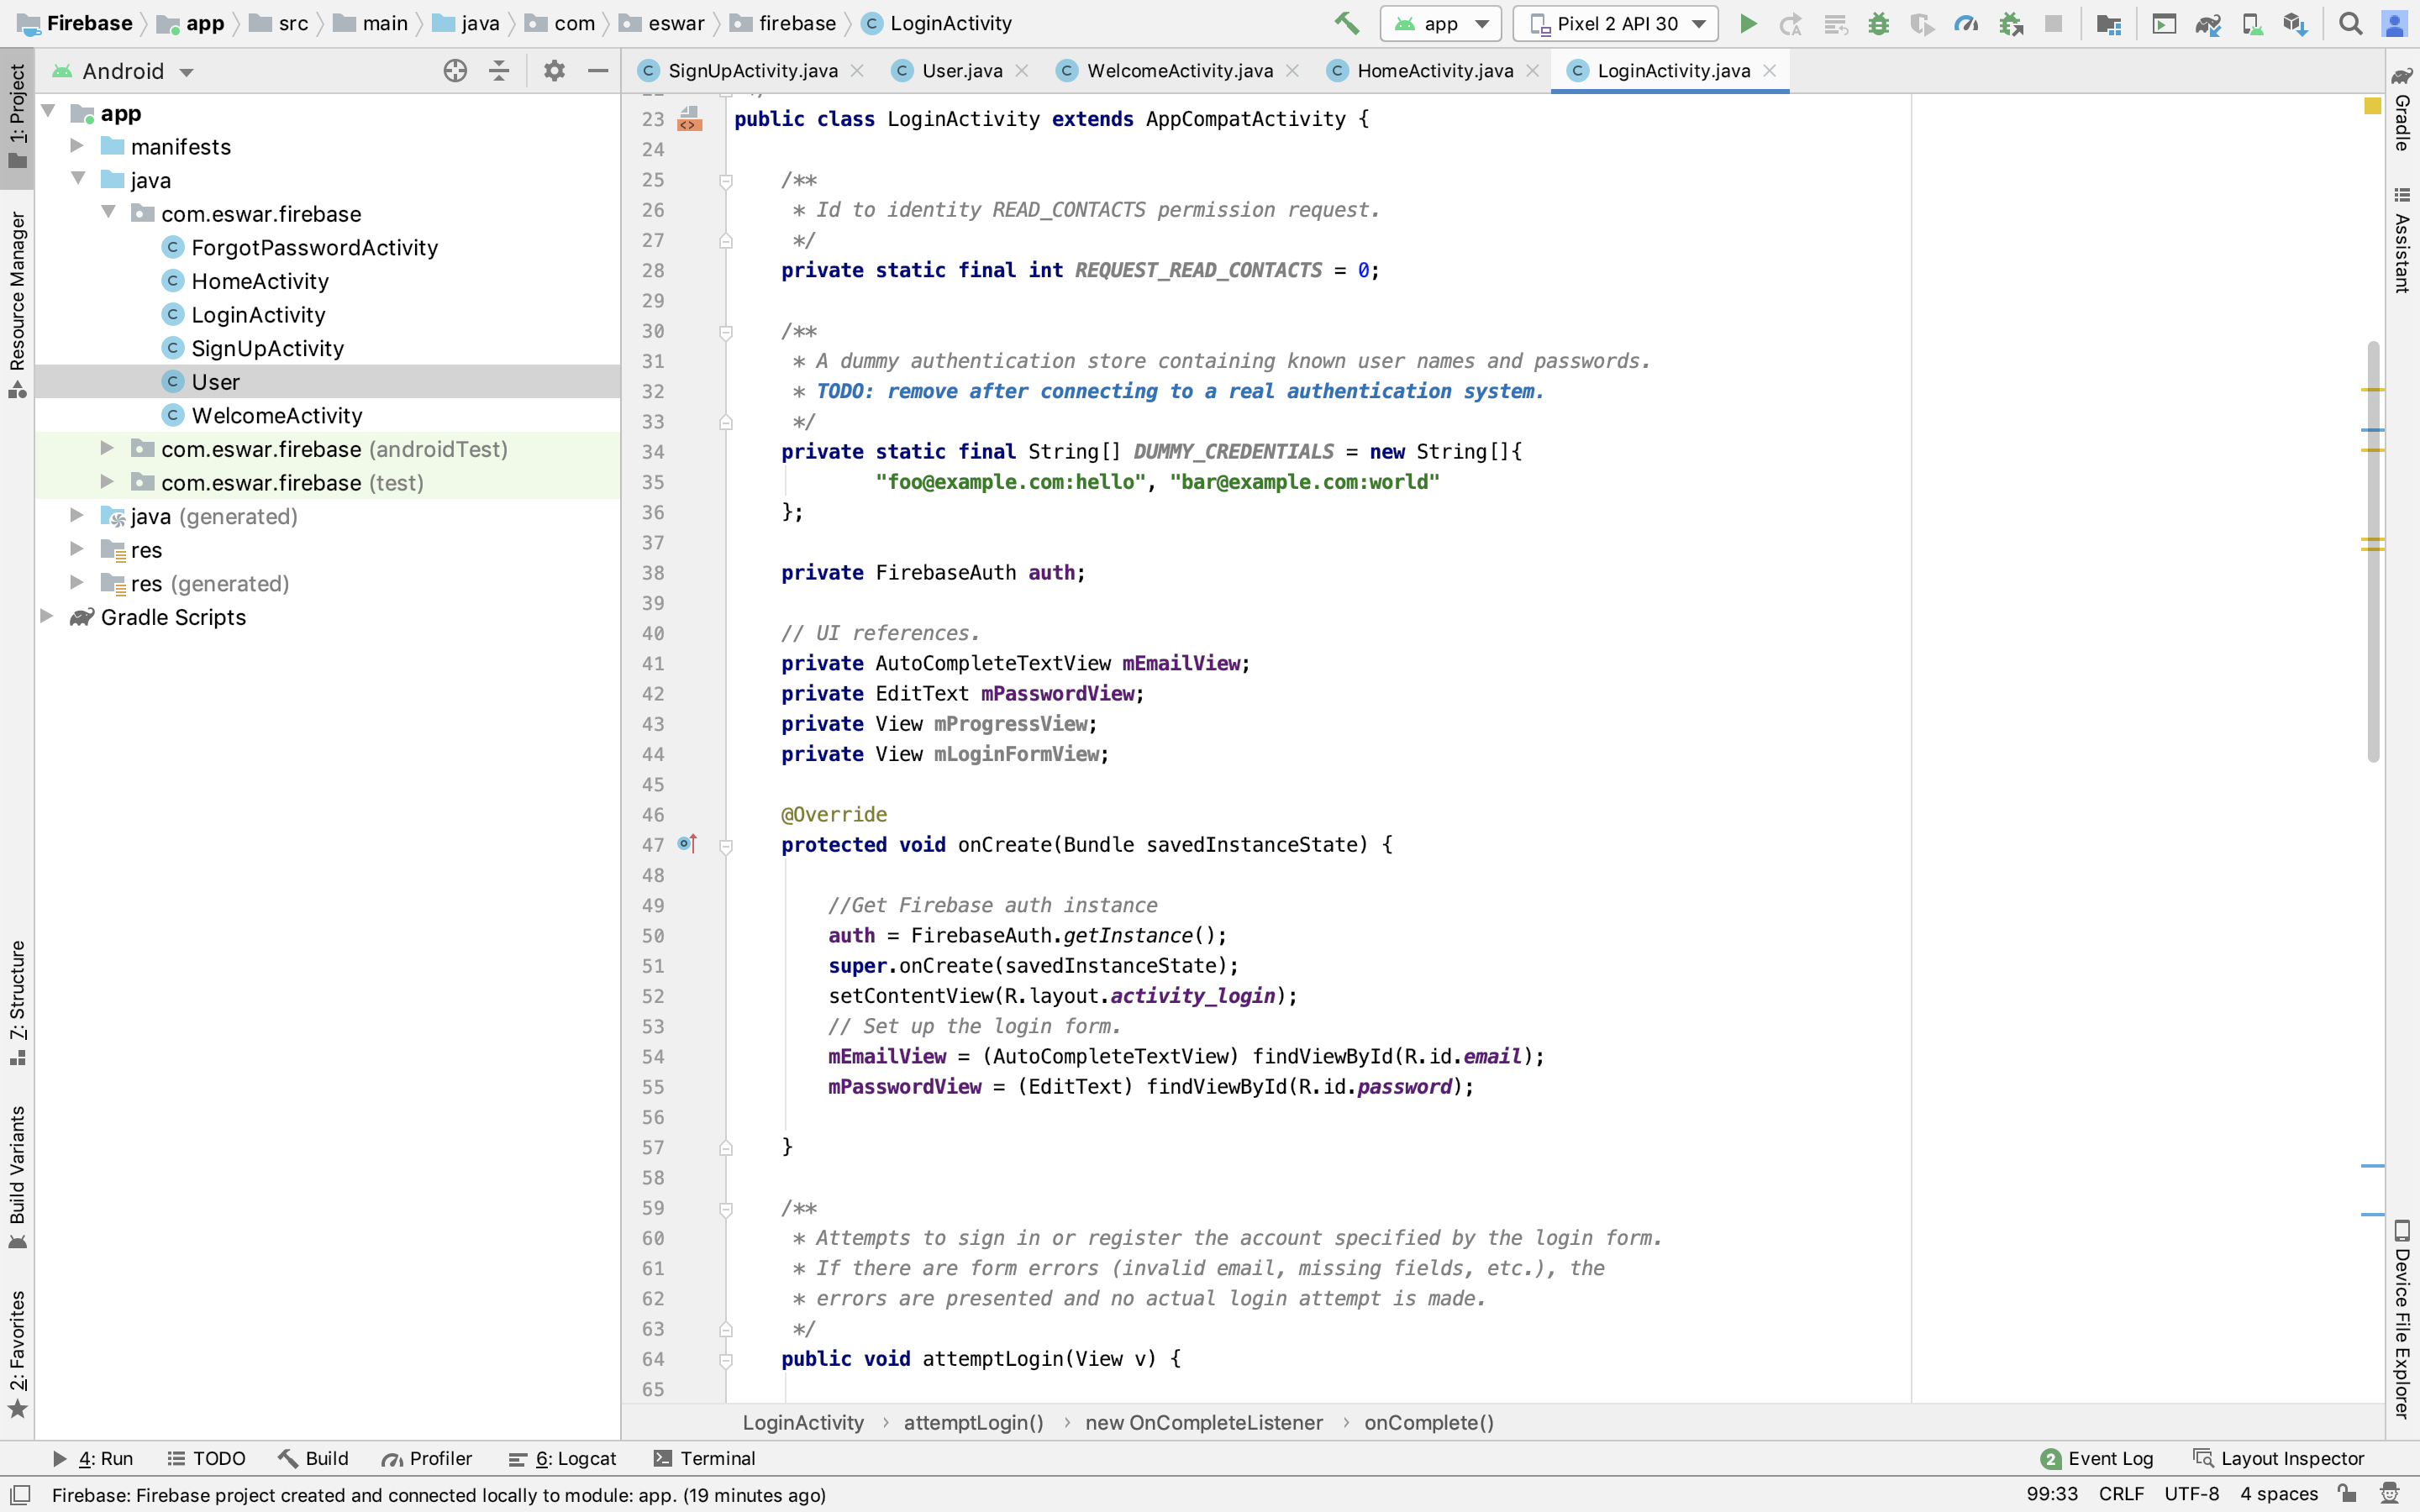 Firebase app src main java com eswar firebase LoginActivity app Pixel 2 API 30
1: Project
Resource Manager
Z: Structure
Build Variants
2: Favorites
Android
app
manifests
java
com.eswar.firebase
ForgotPasswordActivity
HomeActivity
LoginActivity
SignUpActivity
User
WelcomeActivity
com.eswar.firebase (androidTest)
com.eswar.firebase (test)
java (generated)
res
res (generated)
Gradle Scripts
SignUpActivity.java User.java WelcomeActivity.java HomeActivity.java LoginActivity.java
23 public class LoginActivity extends AppCompatActivity {
24
25 /**
26 * Id to identity READ_CONTACTS permission request.
27 */
28 private static final int REQUEST_READ_CONTACTS = 0;
29
30 /**
31 * A dummy authentication store containing known user names and passwords.
32 * TODO: remove after connecting to a real authentication system.
33 */
34 private static final String[] DUMMY_CREDENTIALS = new String[]{
35 "foo@example.com:hello", "bar@example.com:world"
36 };
37
38 private FirebaseAuth auth;
39
40 // UI references.
41 private AutoCompleteTextView mEmailView;
42 private EditText mPasswordView;
43 private View mProgressView;
44 private View mLoginFormView;
45
46 @Override
47 protected void onCreate(Bundle savedInstanceState) {
48
49 //Get Firebase auth instance
50 auth = FirebaseAuth.getInstance();
51 super.onCreate(savedInstanceState);
52 setContentView(R.layout.activity_login);
53 // Set up the login form.
54 mEmailView = (AutoCompleteTextView) findViewById(R.id.email);
55 mPasswordView = (EditText) findViewById(R.id.password);
56
57 }
58
59 /**
60 * Attempts to sign in or register the account specified by the login form.
61 * If there are form errors (invalid email, missing fields, etc.), the
62 * errors are presented and no actual login attempt is made.
63 */
64 public void attemptLogin(View v) {
65
LoginActivity › attemptLogin() › new OnCompleteListener › onComplete()
Gradle
Assistant
Device File Explorer
4: Run TODO Build Profiler 6: Logcat Terminal 2 Event Log Layout Inspector
Firebase: Firebase project created and connected locally to module: app. (19 minutes ago) 99:33 CRLF UTF-8 4 spaces